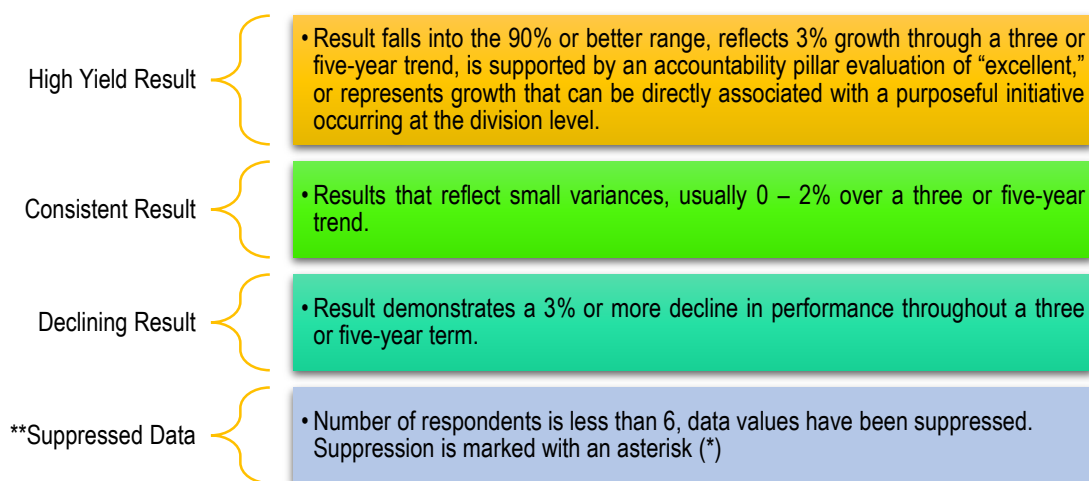 High Yield Result
• Result falls into the 90% or better range, reflects 3% growth through a three or
five-year trend, is supported by an accountability pillar evaluation of “excellent,”
or represents growth that can be directly associated with a purposeful initiative
occurring at the division level.
Consistent Result
• Results that reflect small variances, usually 0 – 2% over a three or five-year
trend.
Declining Result
• Result demonstrates a 3% or more decline in performance throughout a three
or five-year term.
**Suppressed Data
• Number of respondents is less than 6, data values have been suppressed.
Suppression is marked with an asterisk (*)